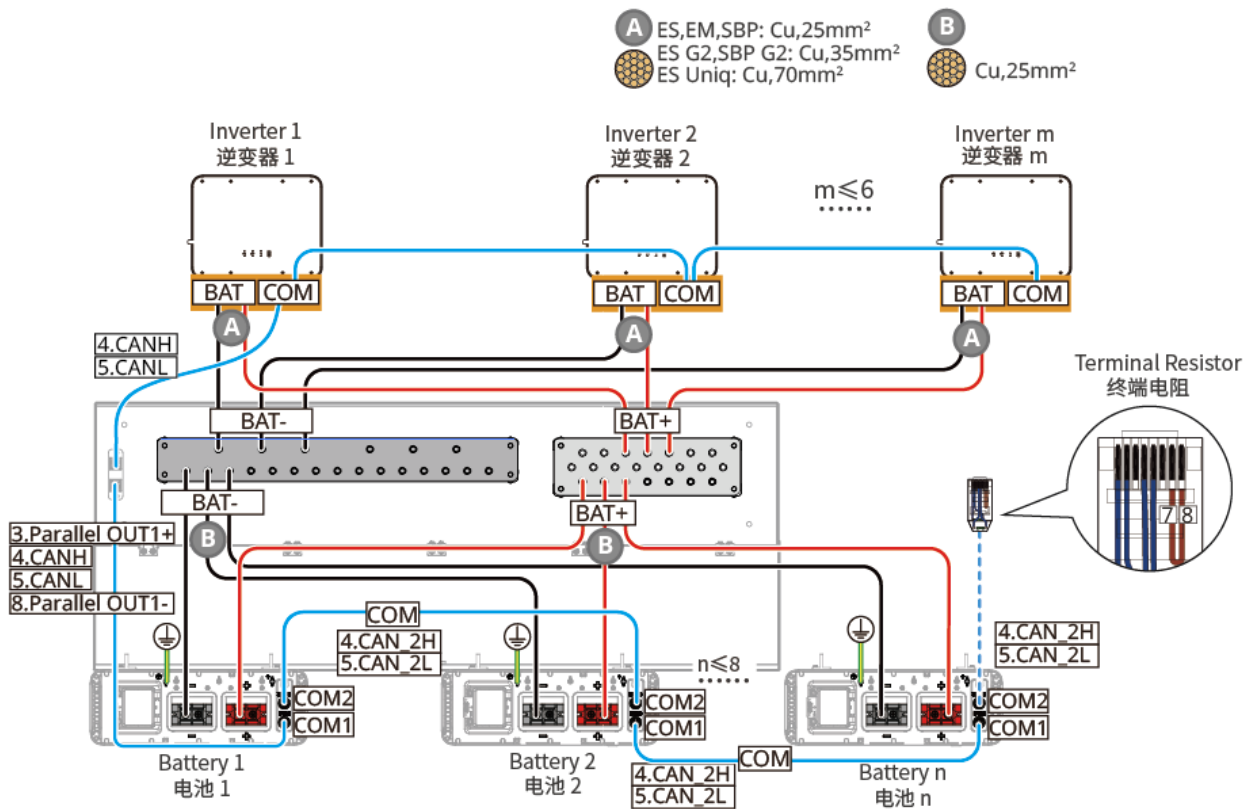 A
ES,EM,SBP: Cu,25mm²
ES G2,SBP G2: Cu,35mm²
ES Uniq: Cu,70mm²
B
Cu,25mm²
Inverter 1
逆变器 1
Inverter 2
逆变器 2
Inverter m
逆变器 m
m≤6
BAT
COM
BAT
COM
BAT
COM
A
A
A
4.CANH
5.CANL
Terminal Resistor
终端电阻
7 8
BAT-
BAT+
BAT-
BAT+
B
B
3.Parallel OUT1+
4.CANH
5.CANL
8.Parallel OUT1-
COM
4.CAN_2H
5.CAN_2L
n≤8
4.CAN_2H
5.CAN_2L
COM2
COM1
COM2
COM1
COM2
COM1
COM
4.CAN_2H
5.CAN_2L
Battery 1
电池 1
Battery 2
电池 2
Battery n
电池 n